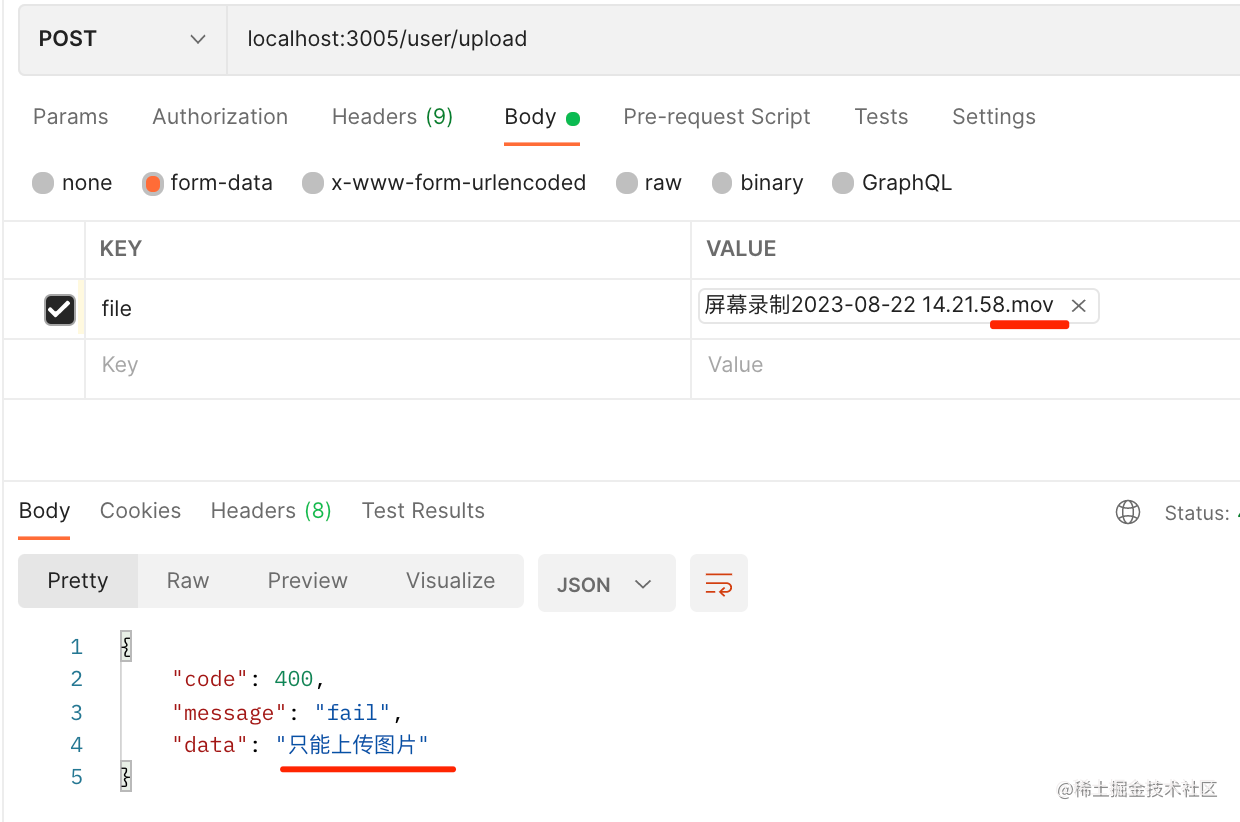 POST localhost:3005/user/upload
Params Authorization Headers (9) Body Pre-request Script Tests Settings
none form-data x-www-form-urlencoded raw binary GraphQL
KEY VALUE
file 屏幕录制2023-08-22 14.21.58.mov
Key Value
Body Cookies Headers (8) Test Results Status:
Pretty Raw Preview Visualize JSON
1 {
2 "code": 400,
3 "message": "fail",
4 "data": "只能上传图片"
5 }
@稀土掘金技术社区